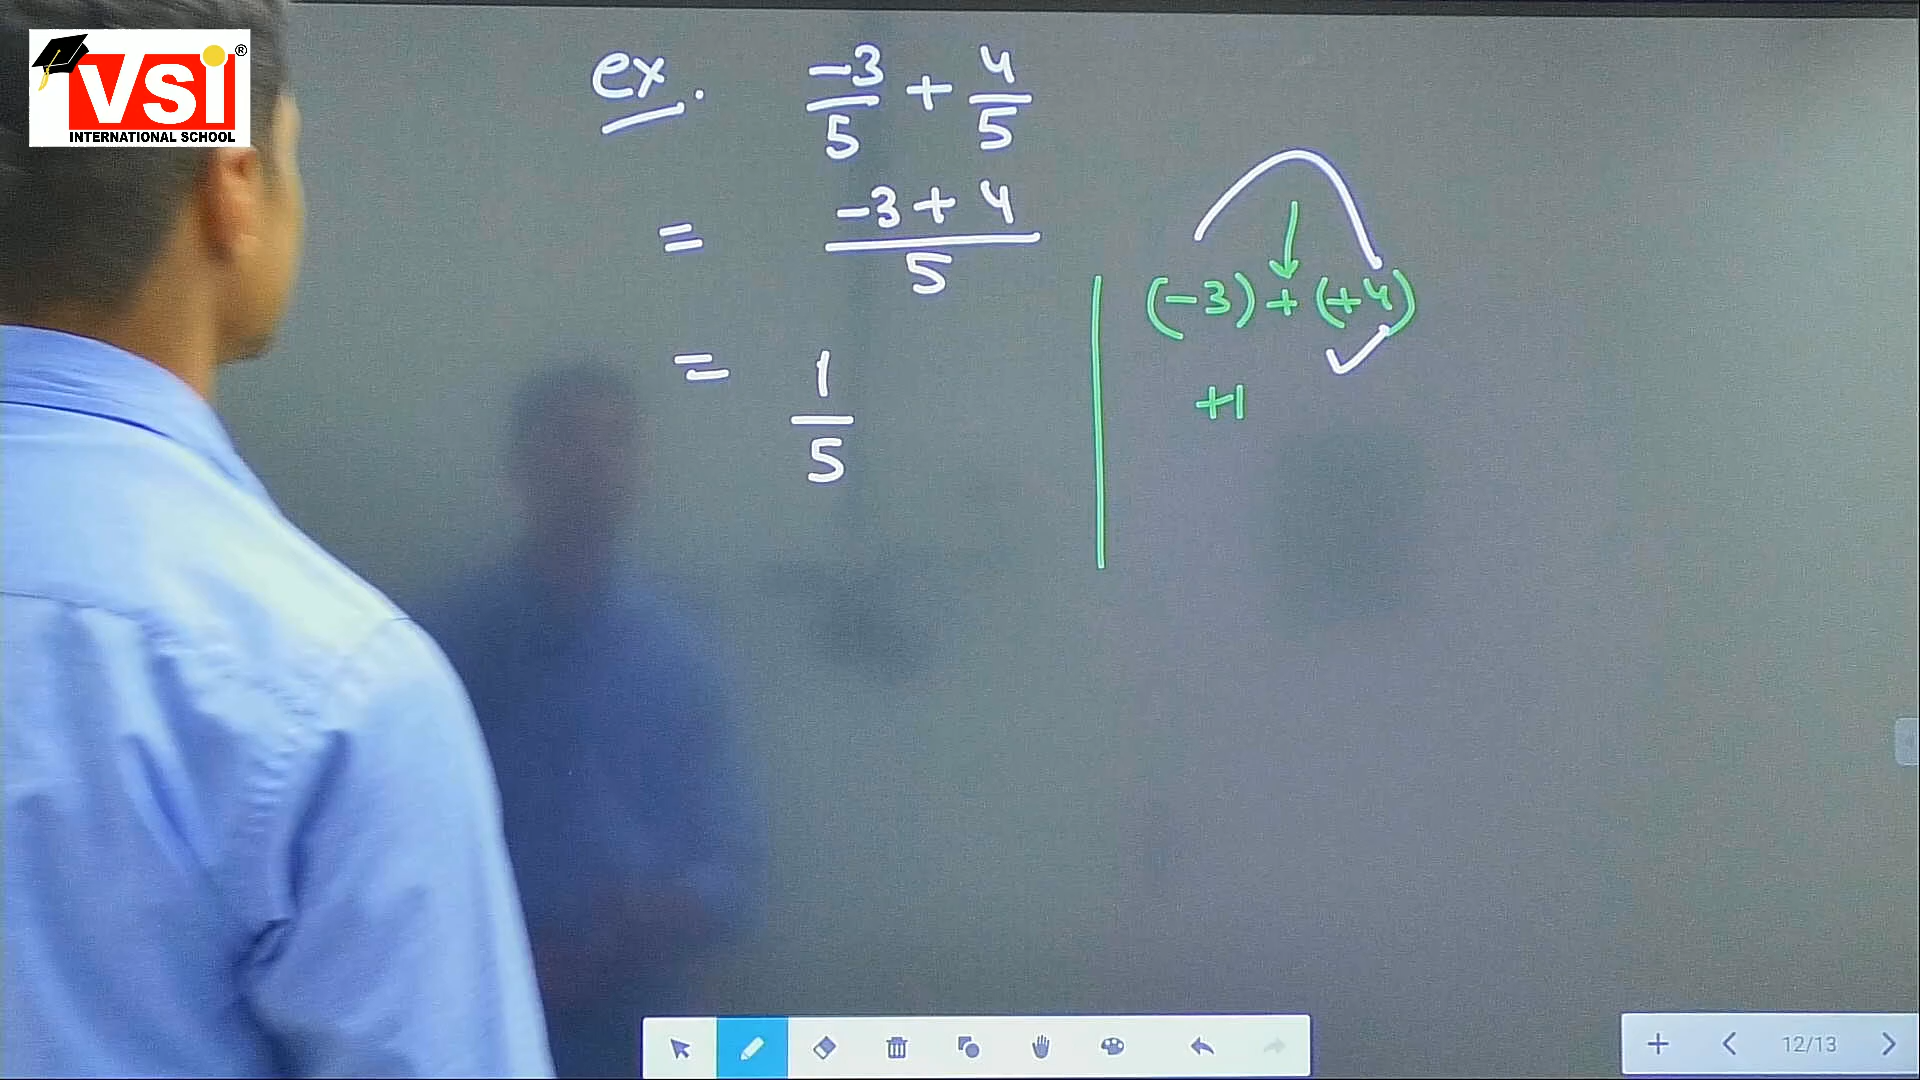 VSI ®
INTERNATIONAL SCHOOL
ex. -3/5 + 4/5
= -3+4/5
= 1/5
(-3) + (+4)
+1
12/13